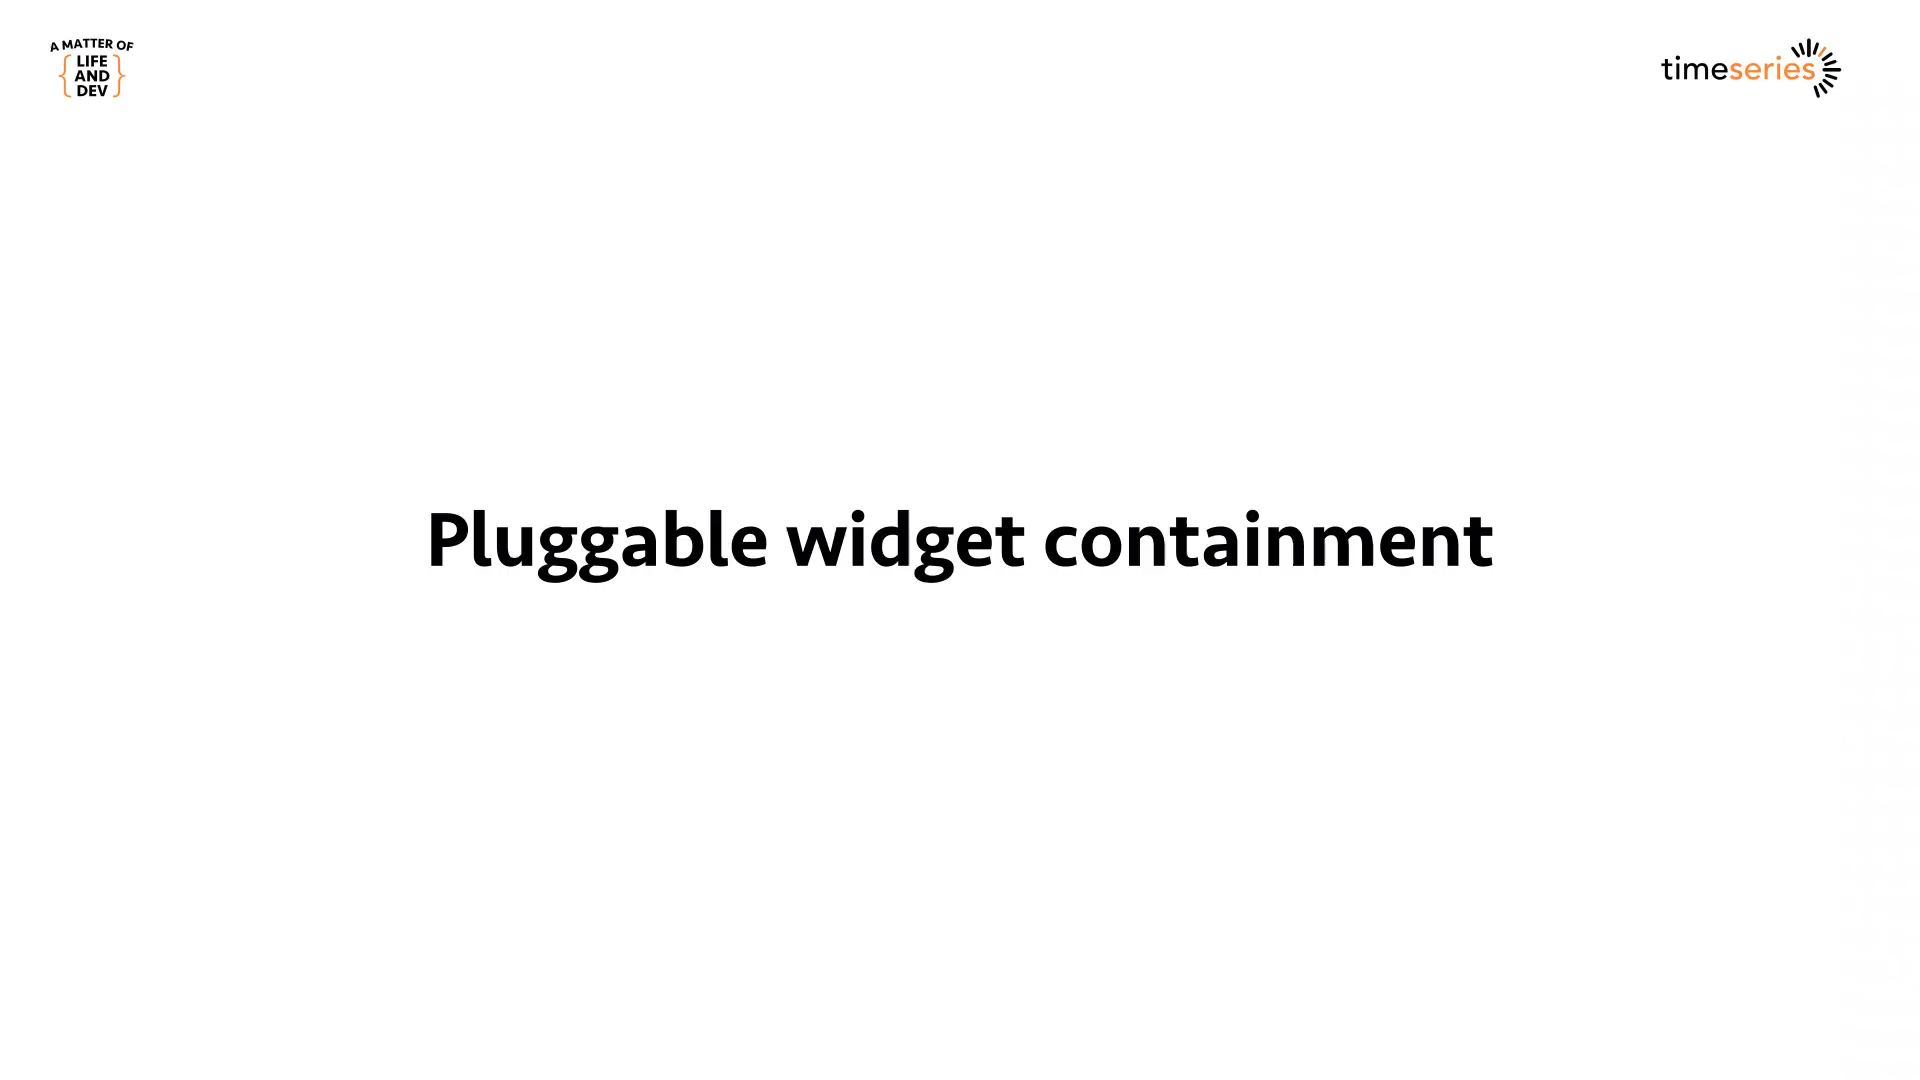 A MATTER OF
{ LIFE
AND
DEV }
timeseries
Pluggable widget containment